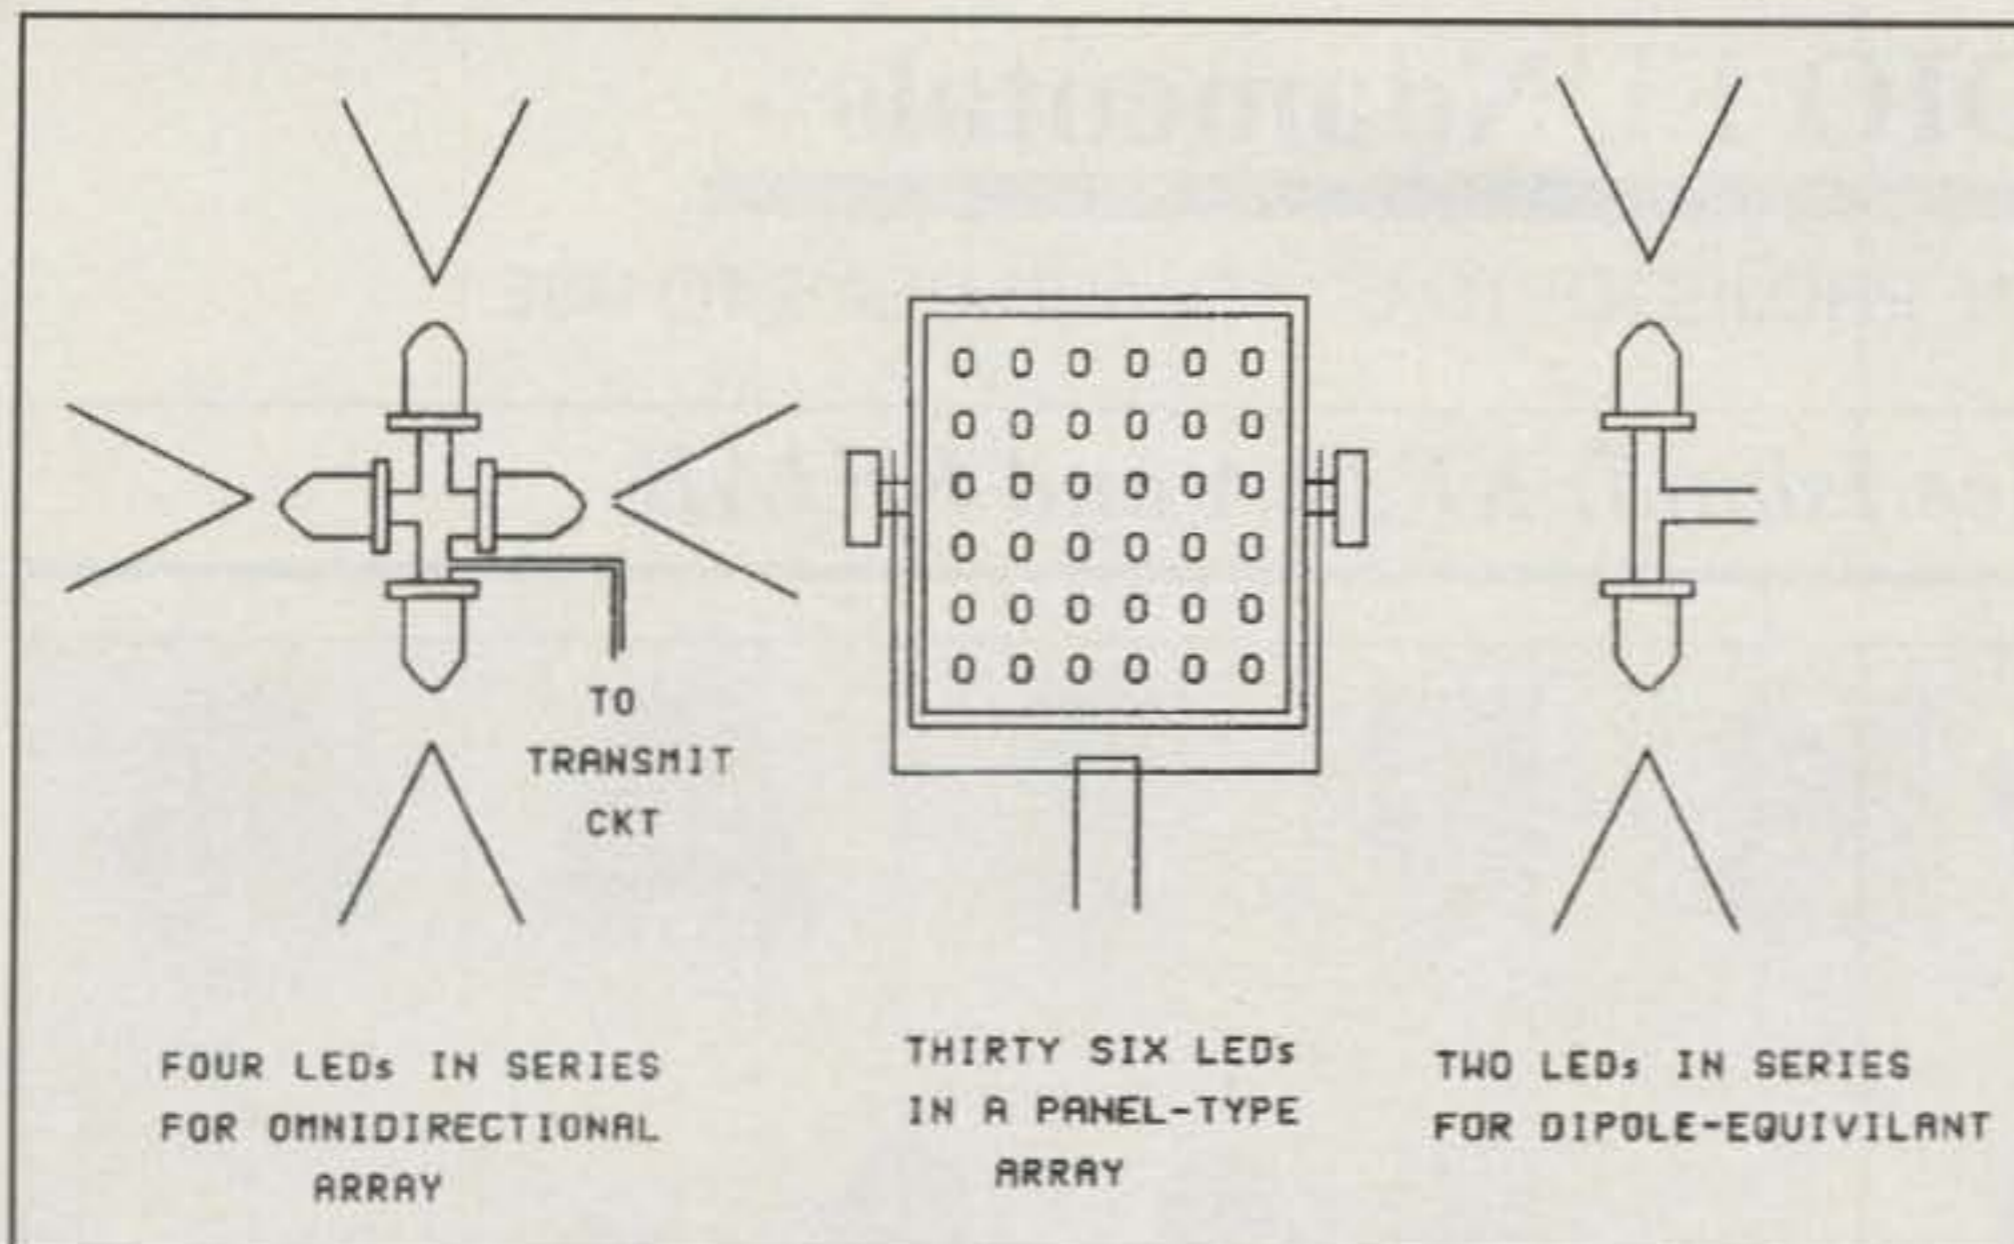 TO
TRANSMIT
CKT
FOUR LEDs IN SERIES
FOR OMNIDIRECTIONAL
ARRAY
THIRTY SIX LEDs
IN A PANEL-TYPE
ARRAY
TWO LEDs IN SERIES
FOR DIPOLE-EQUIVILANT